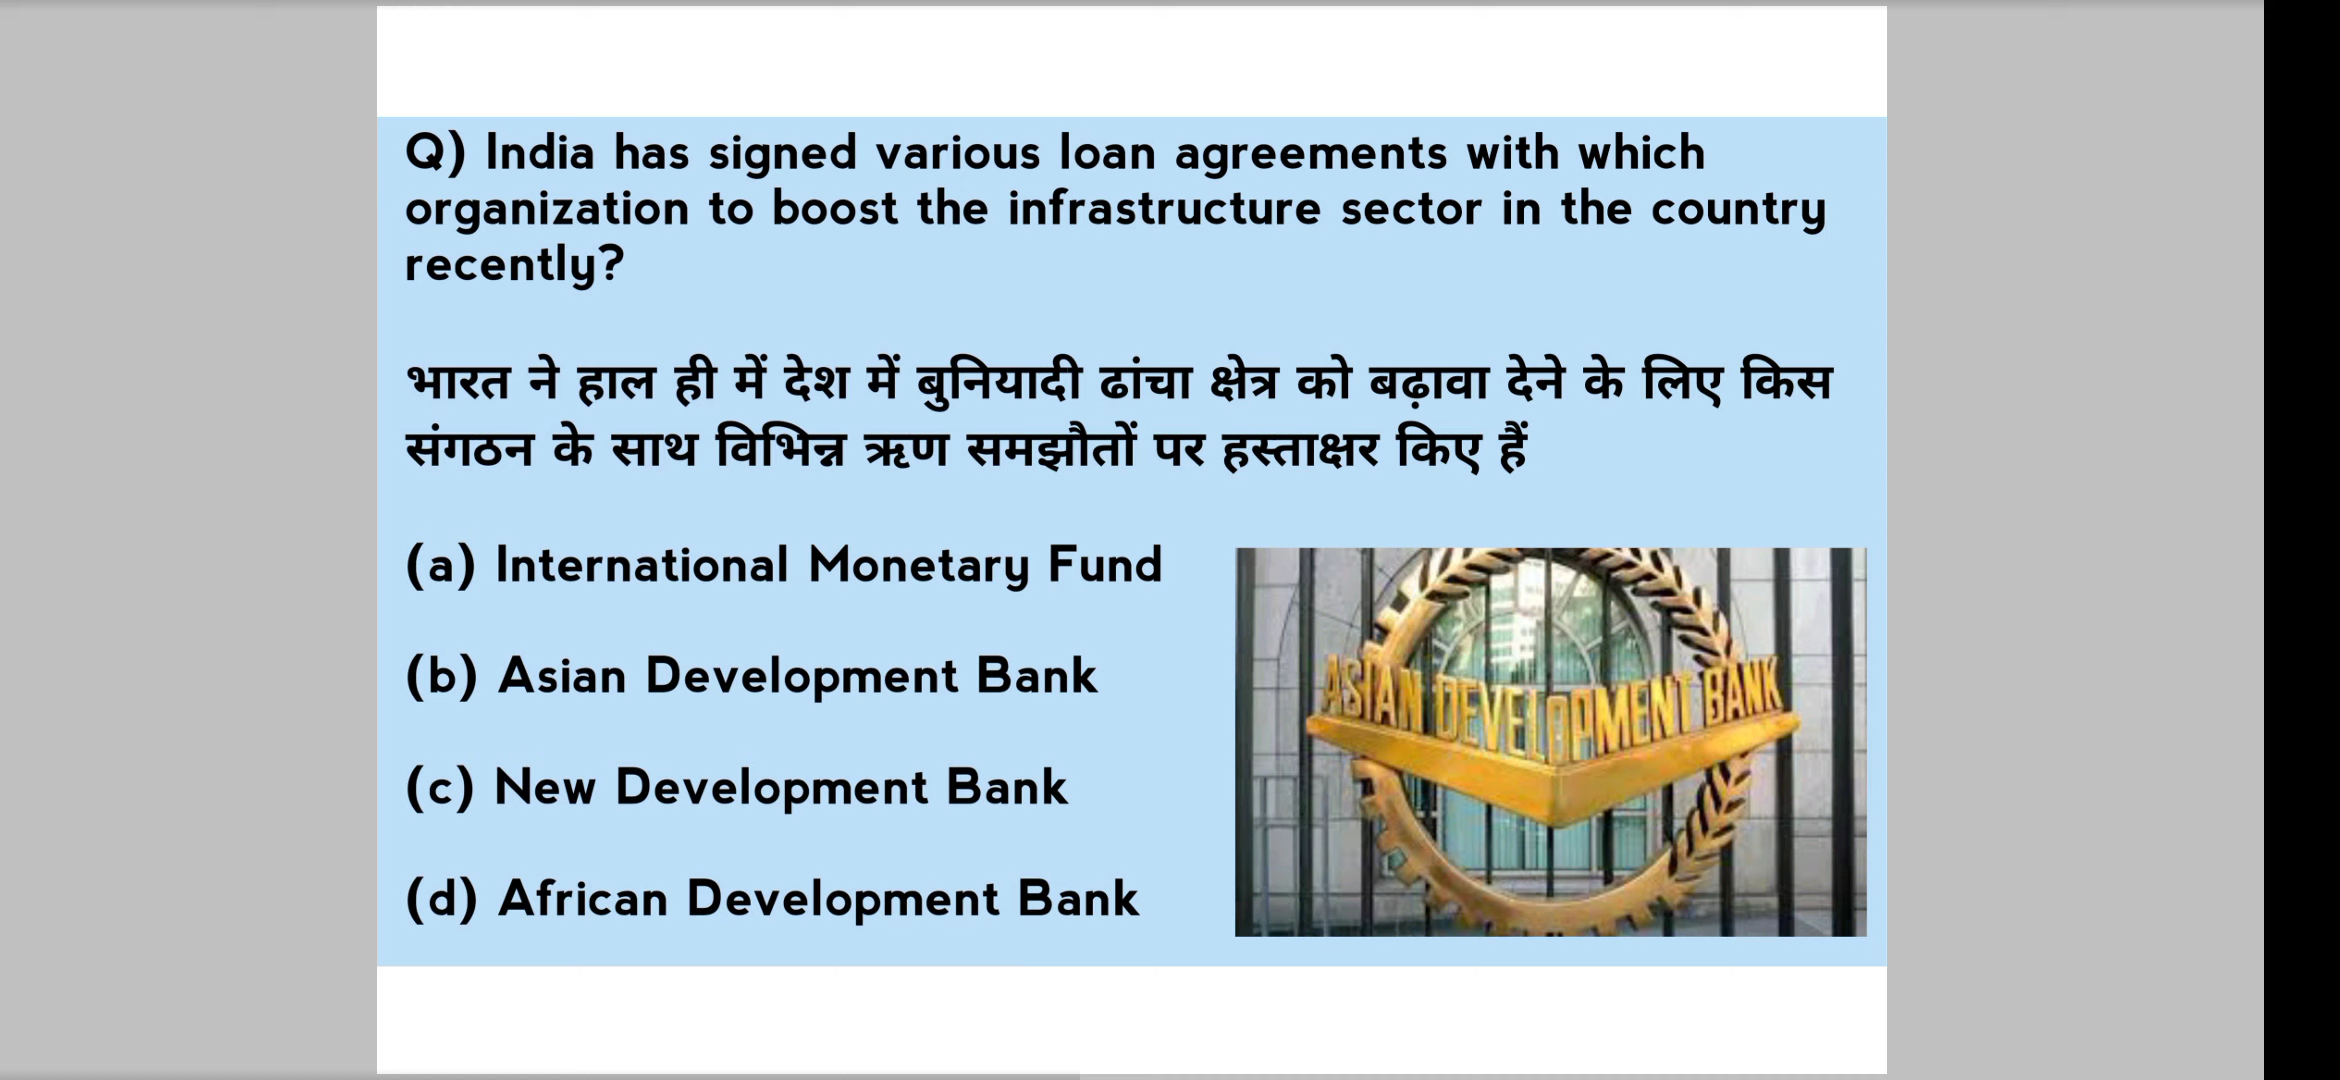 Q) India has signed various loan agreements with which
organization to boost the infrastructure sector in the country
recently?
भारत ने हाल ही में देश में बुनियादी ढांचा क्षेत्र को बढ़ावा देने के लिए किस
संगठन के साथ विभिन्न ऋण समझौतों पर हस्ताक्षर किए हैं
(a) International Monetary Fund
(b) Asian Development Bank
(c) New Development Bank
(d) African Development Bank
ASIAN DEVELOPMENT BANK